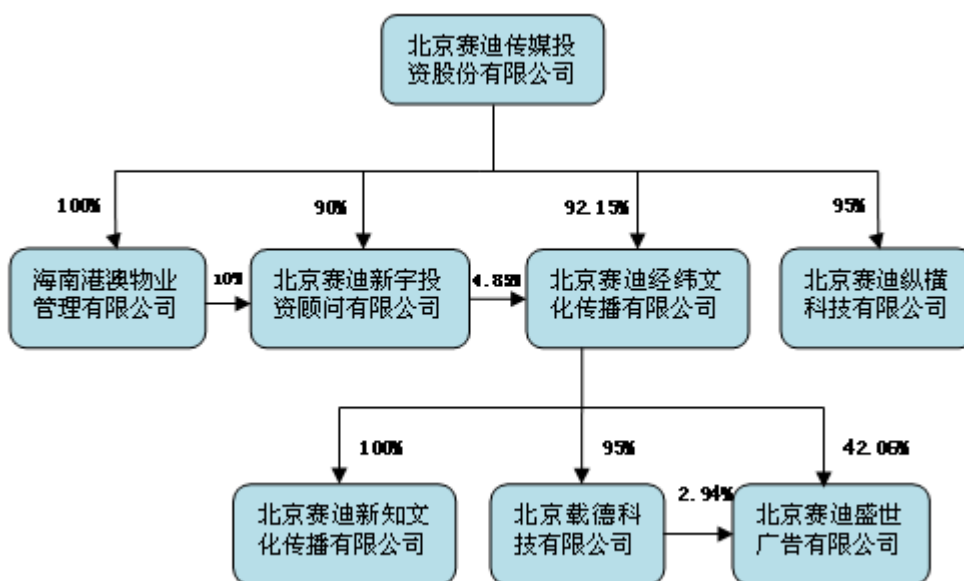 北京赛迪传媒投
资股份有限公司
100%
90%
92.15%
95%
海南港澳物业
管理有限公司
10%
北京赛迪新宇投
资顾问有限公司
4.85%
北京赛迪经纬文
化传播有限公司
北京赛迪纵横
科技有限公司
100%
95%
42.06%
北京赛迪新知文
化传播有限公司
北京载德科
技有限公司
2.94%
北京赛迪盛世
广告有限公司